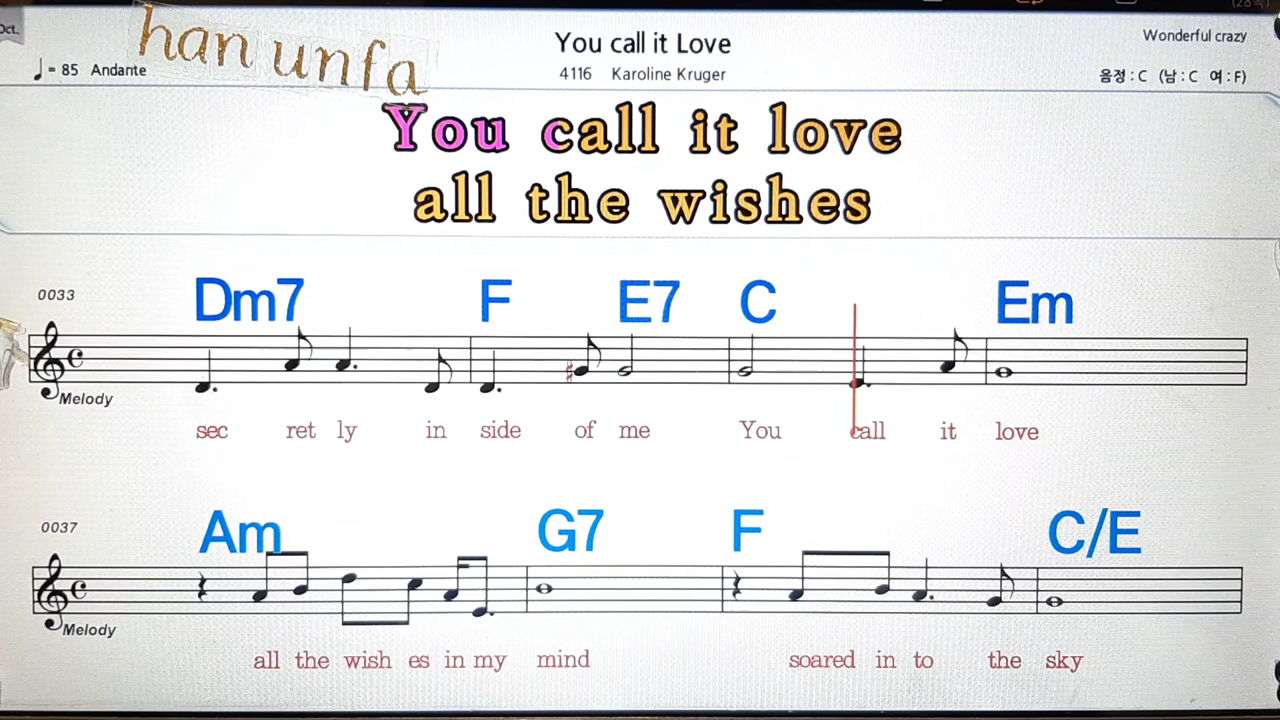 Oct.
han unfa
♩ = 85 Andante
You call it Love
4116 Karoline Kruger
Wonderful crazy
음정 : C (남 : C 여 : F)
You call it love
all the wishes
0033
Dm7 F E7 C Em
Melody
sec ret ly in side of me You call it love
0037
Am G7 F C/E
Melody
all the wish es in my mind soared in to the sky